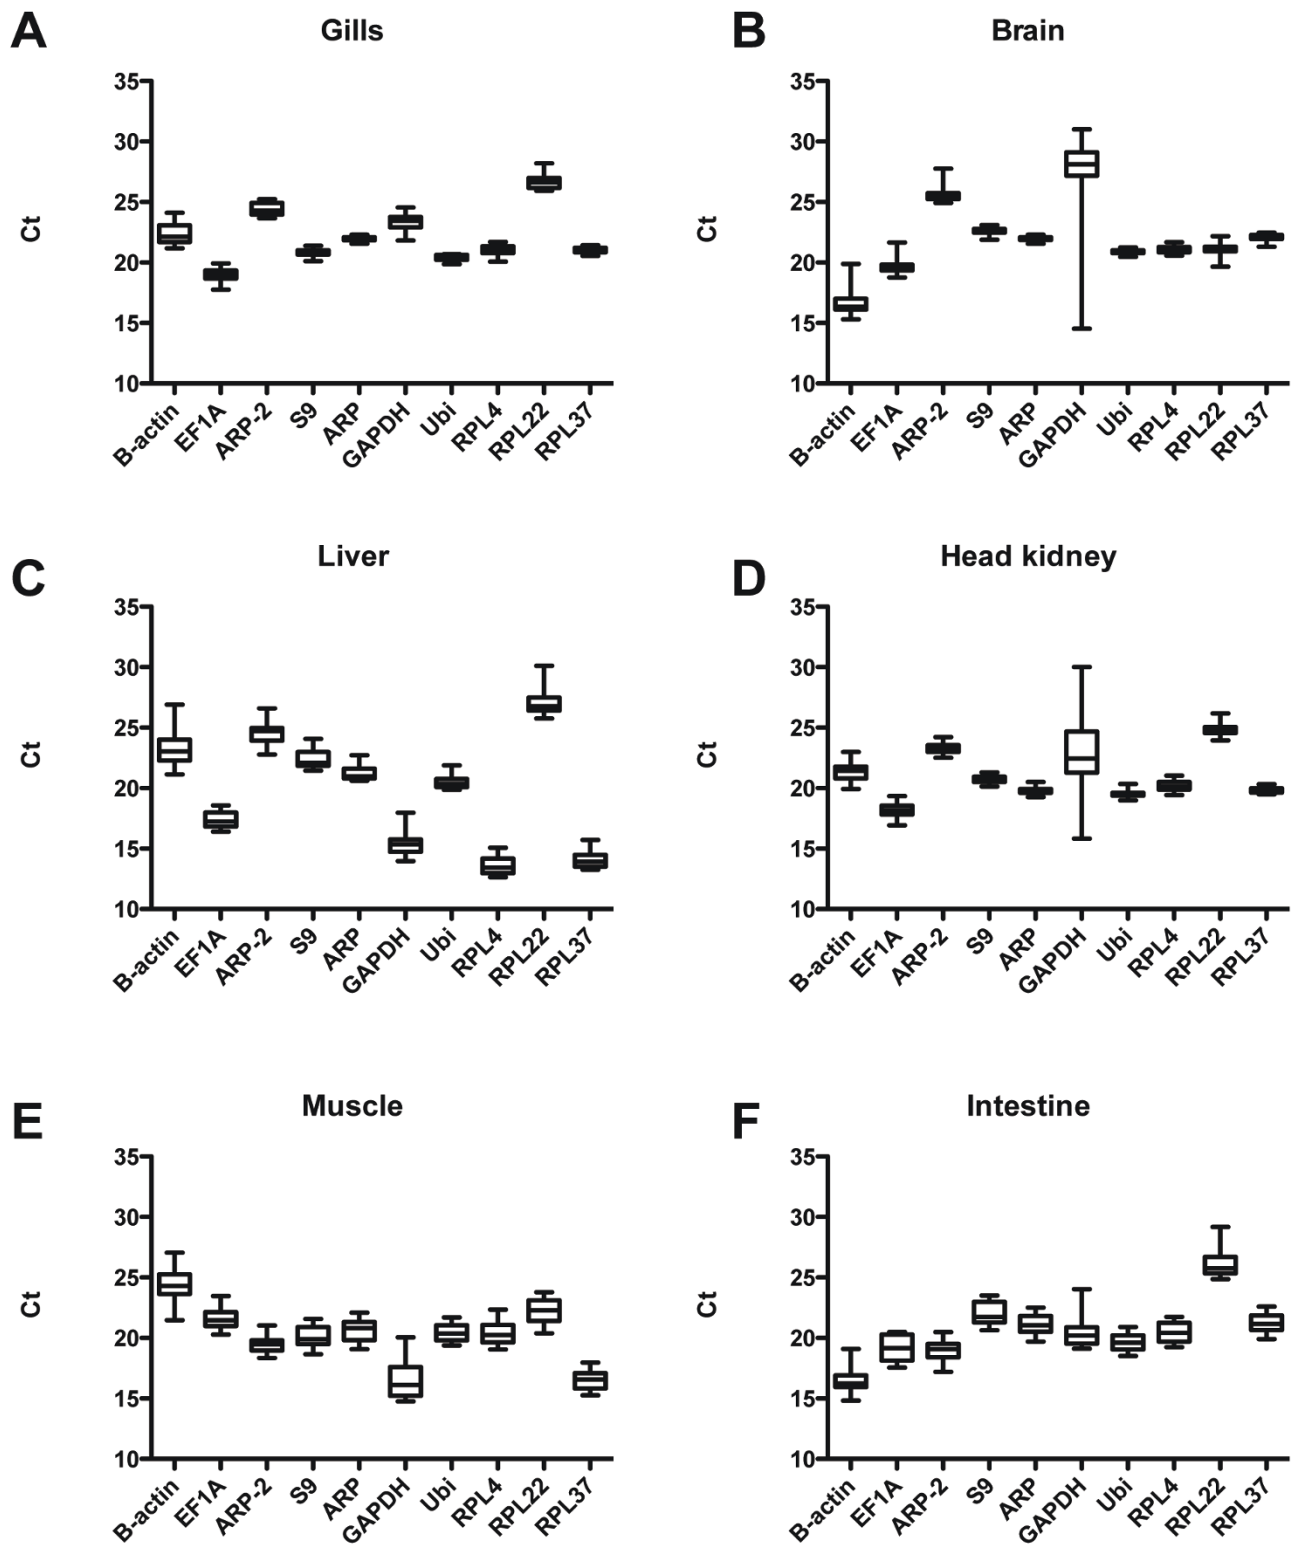 A
Gills
35
30
25
20
15
10
Ct
B-actin
EF1A
ARP-2
S9
ARP
GAPDH
Ubi
RPL4
RPL22
RPL37
B
Brain
35
30
25
20
15
10
Ct
B-actin
EF1A
ARP-2
S9
ARP
GAPDH
Ubi
RPL4
RPL22
RPL37
C
Liver
35
30
25
20
15
10
Ct
B-actin
EF1A
ARP-2
S9
ARP
GAPDH
Ubi
RPL4
RPL22
RPL37
D
Head kidney
35
30
25
20
15
10
Ct
B-actin
EF1A
ARP-2
S9
ARP
GAPDH
Ubi
RPL4
RPL22
RPL37
E
Muscle
35
30
25
20
15
10
Ct
B-actin
EF1A
ARP-2
S9
ARP
GAPDH
Ubi
RPL4
RPL22
RPL37
F
Intestine
35
30
25
20
15
10
Ct
B-actin
EF1A
ARP-2
S9
ARP
GAPDH
Ubi
RPL4
RPL22
RPL37